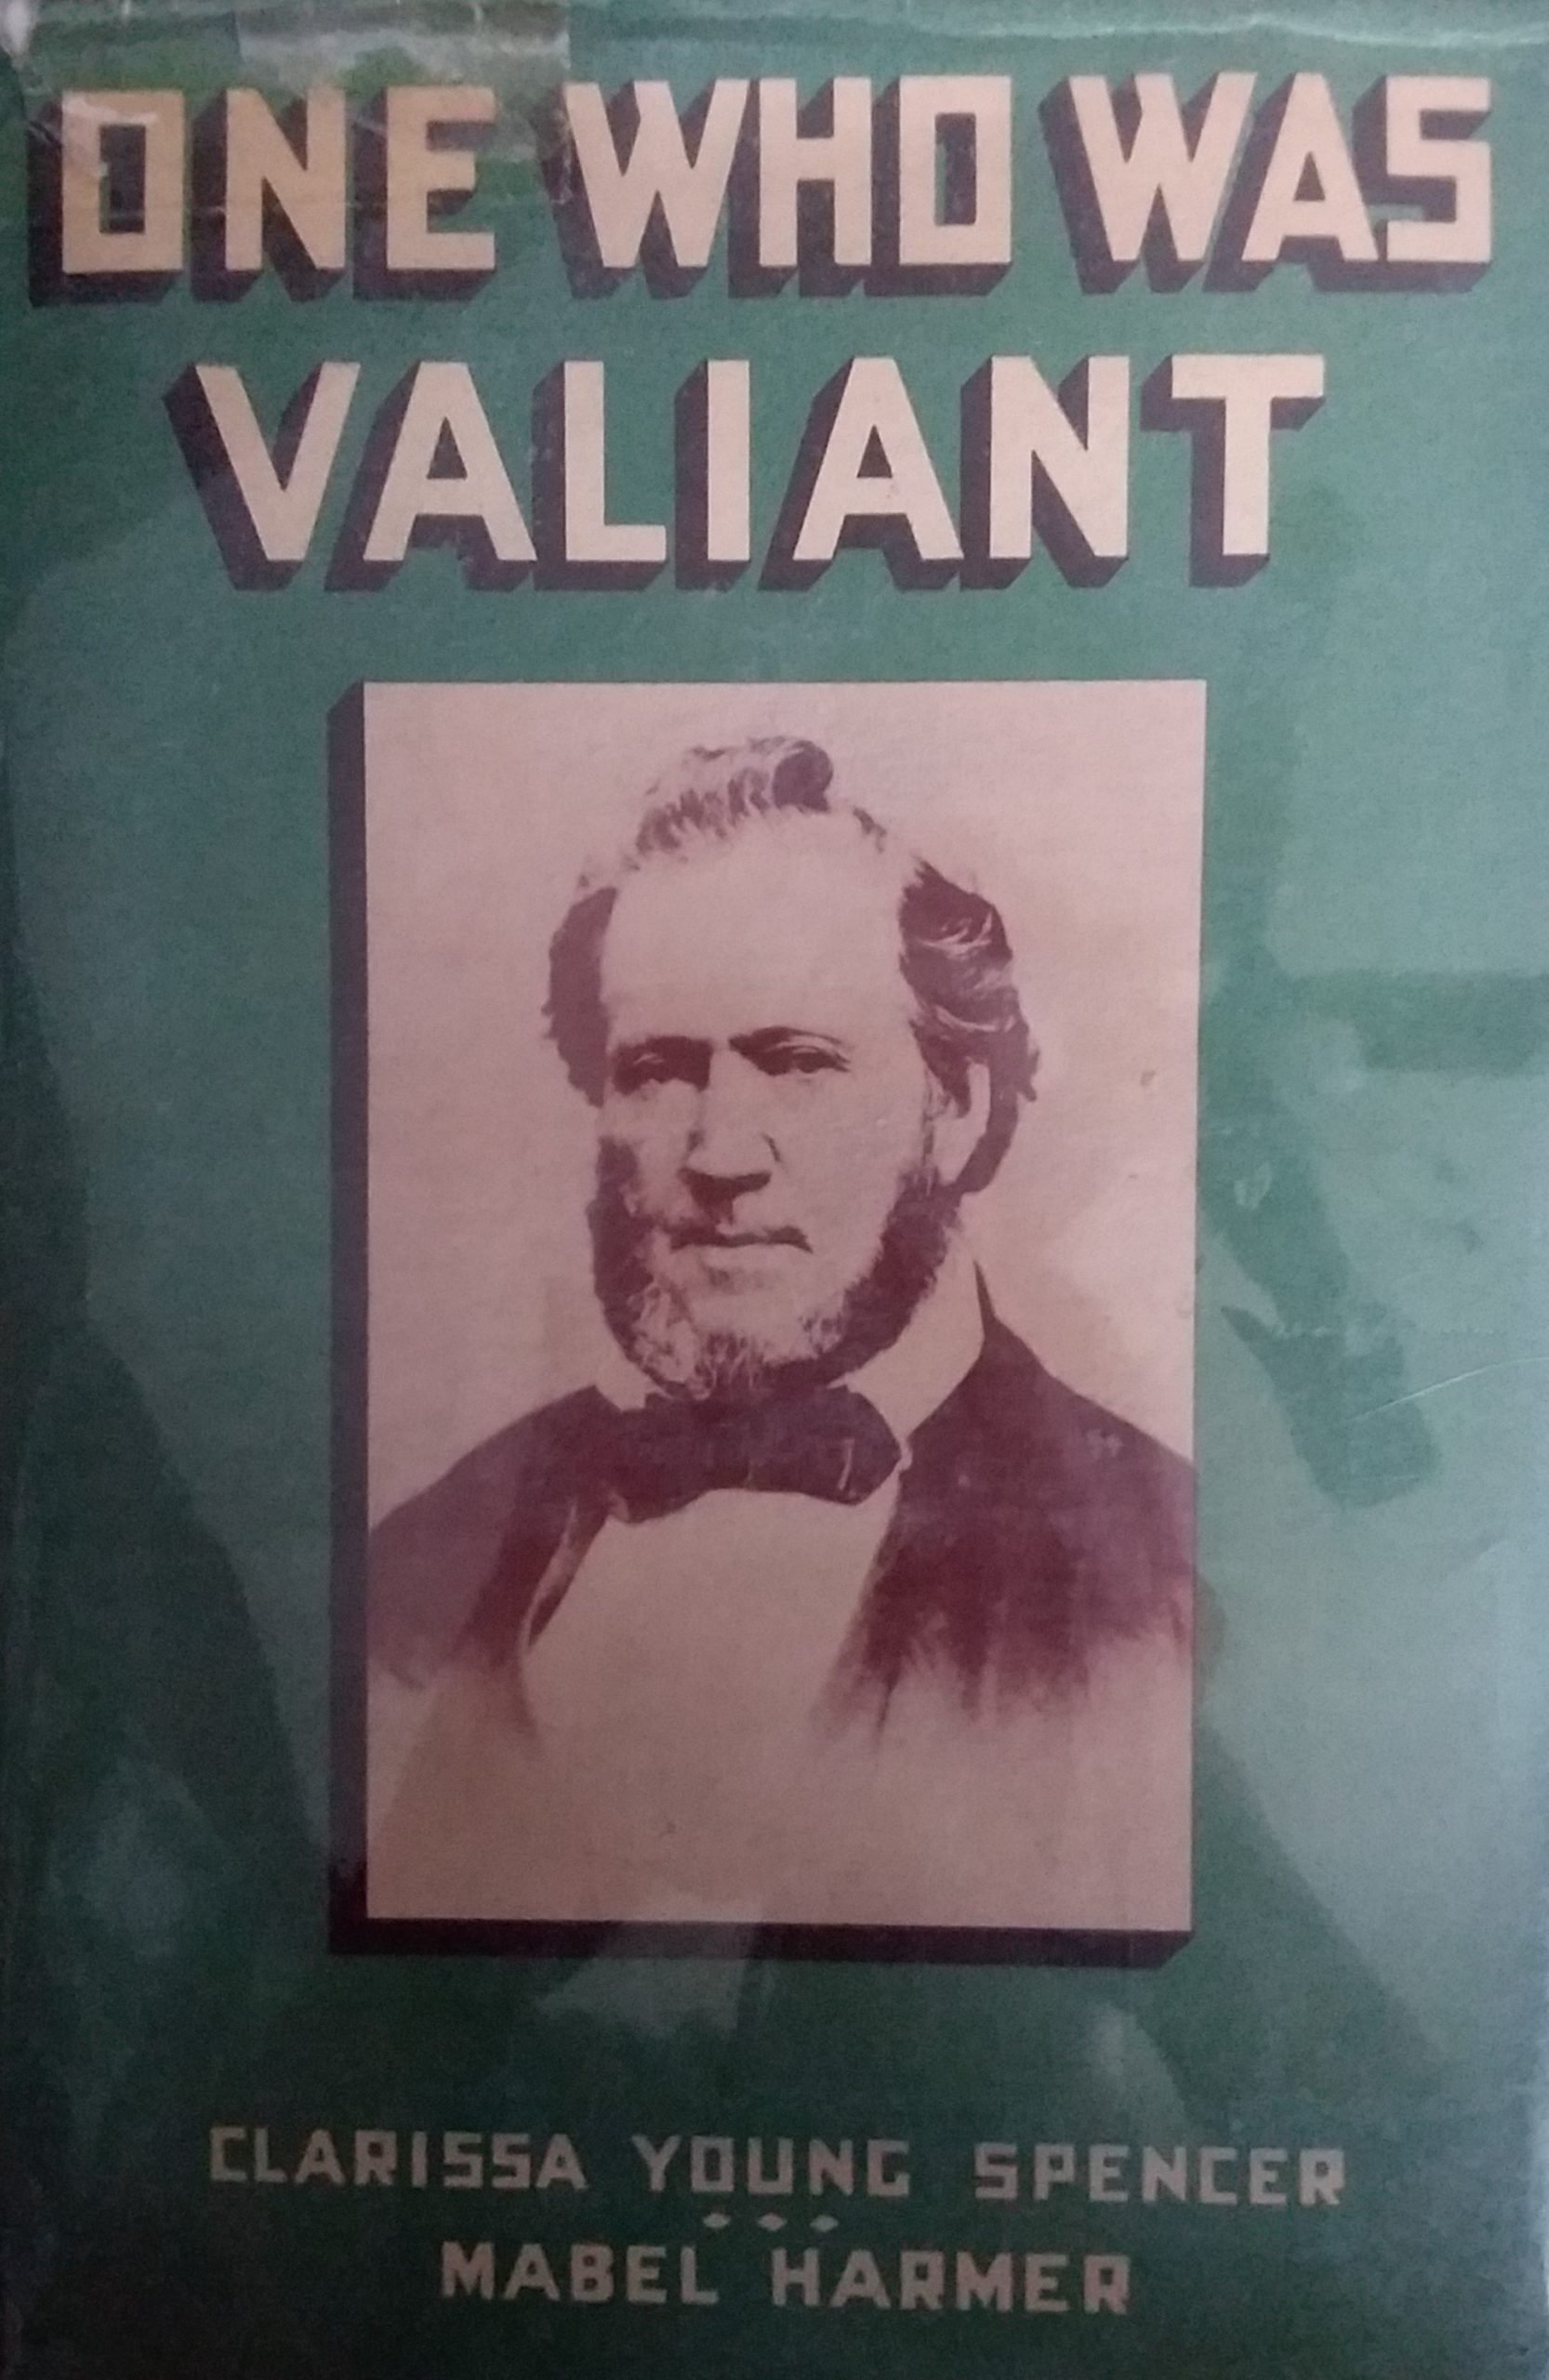 ONE WHO WAS
VALIANT
CLARISSA YOUNG SPENCER
MABEL HARMER